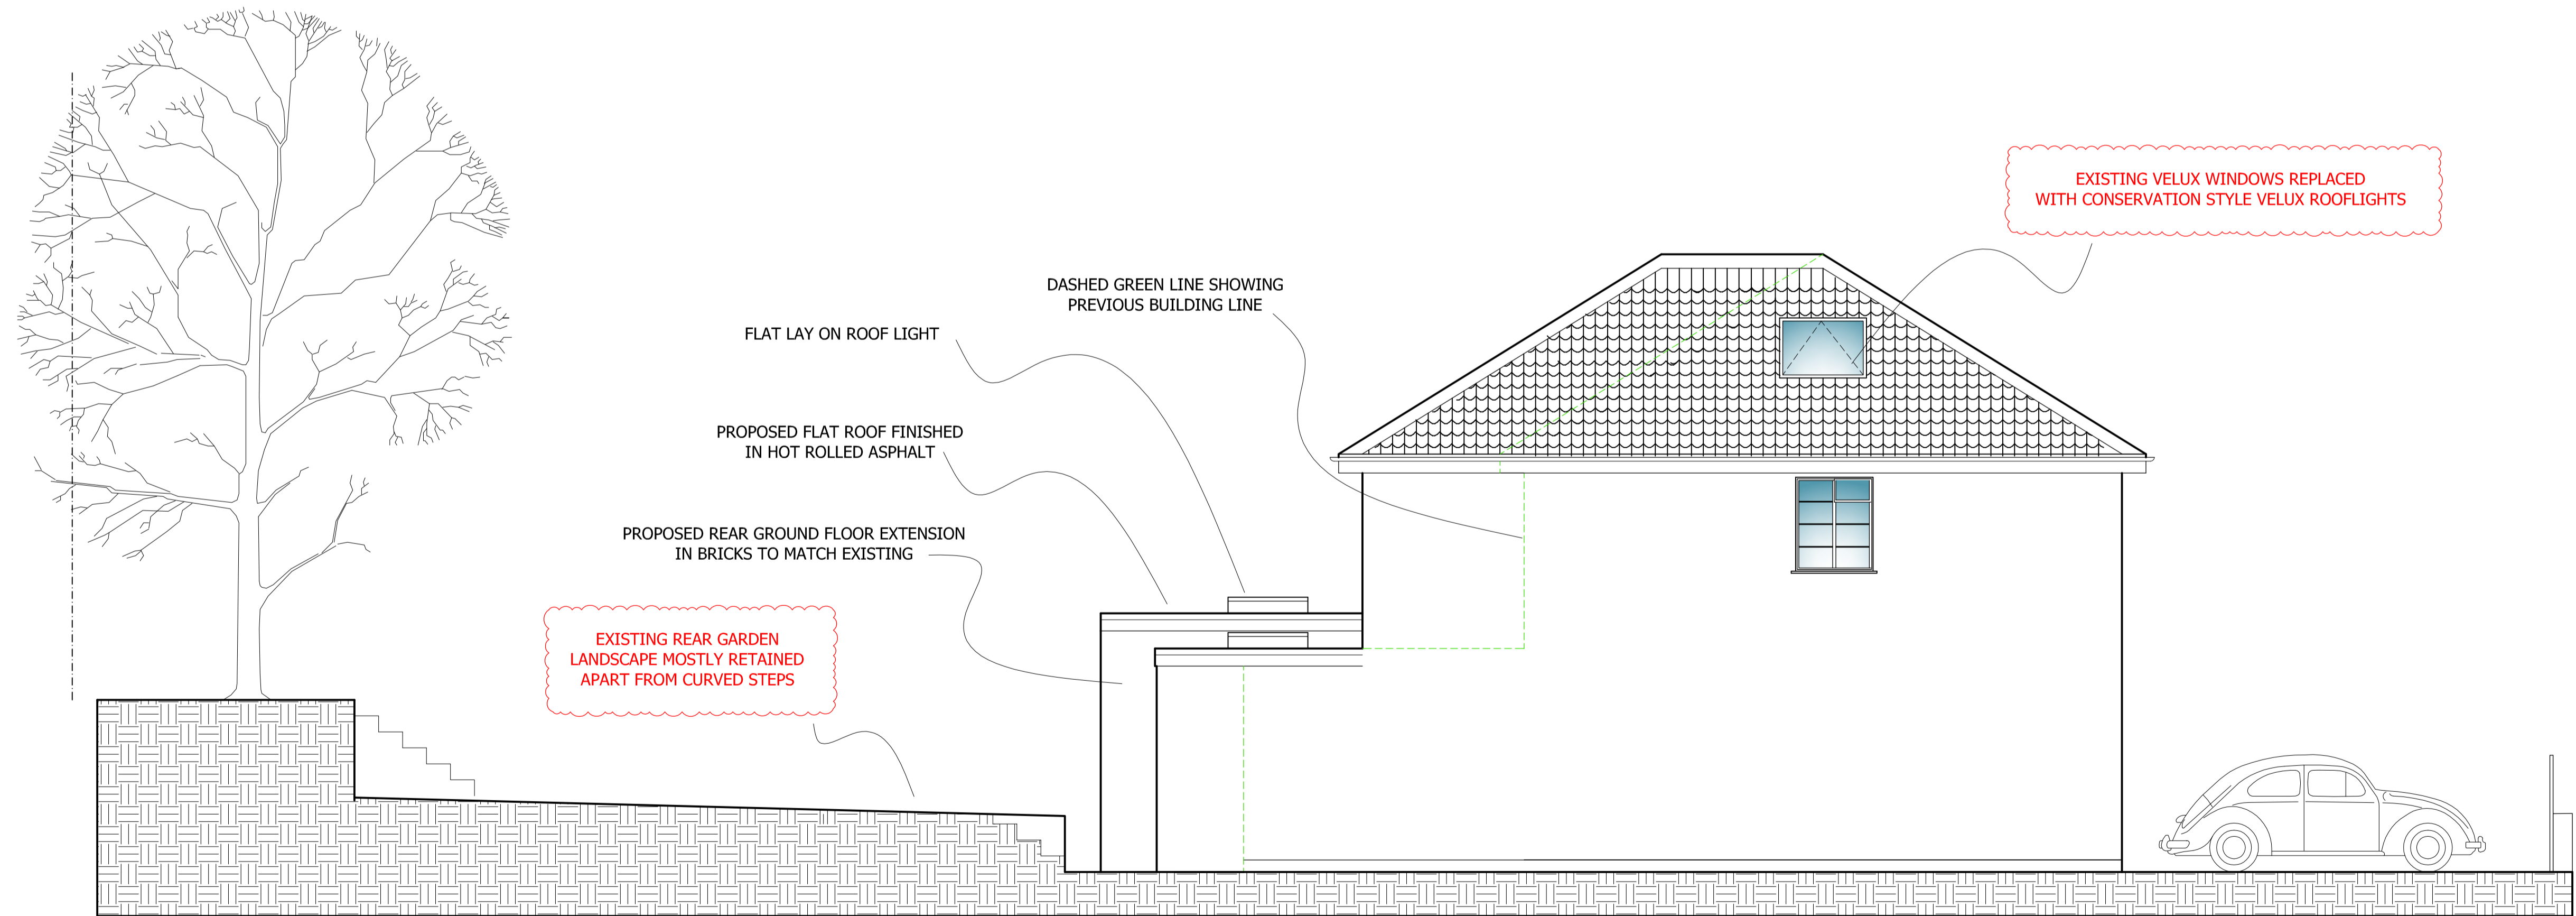 EXISTING VELUX WINDOWS REPLACED
WITH CONSERVATION STYLE VELUX ROOFLIGHTS
DASHED GREEN LINE SHOWING
PREVIOUS BUILDING LINE
FLAT LAY ON ROOF LIGHT
PROPOSED FLAT ROOF FINISHED
IN HOT ROLLED ASPHALT
PROPOSED REAR GROUND FLOOR EXTENSION
IN BRICKS TO MATCH EXISTING
EXISTING REAR GARDEN
LANDSCAPE MOSTLY RETAINED
APART FROM CURVED STEPS